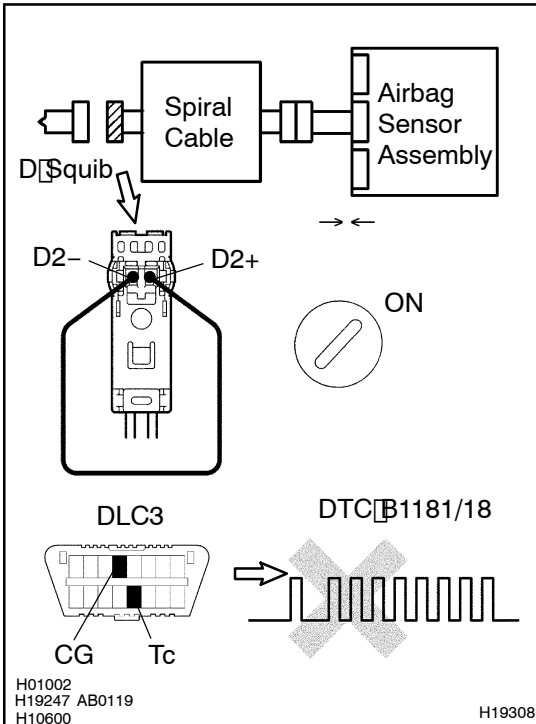 Spiral
Cable
Airbag
Sensor
Assembly
D▯Squib
D2−
D2+
ON
DLC3
DTC▯B1181/18
CG
Tc
H01002
H19247 AB0119
H10600
H19308